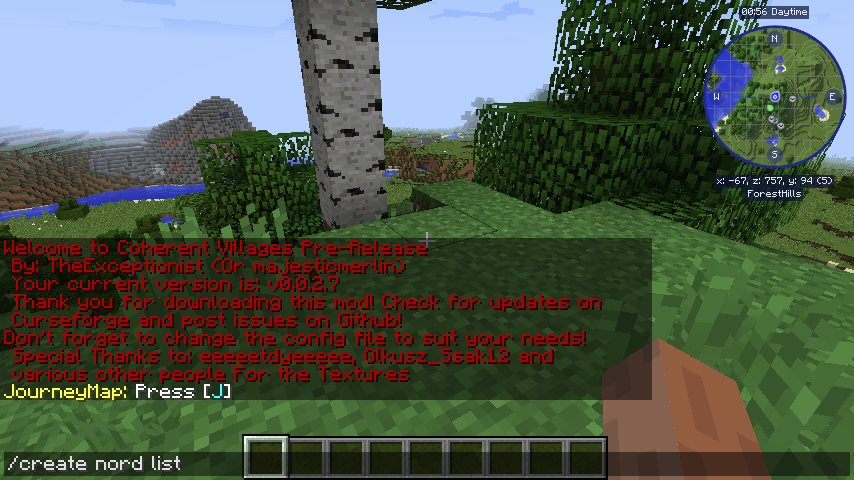 00:56 Daytime
N
W
E
S
x: -67, z: 757, y: 94 (5)
ForestHills
Welcome to Coherent Villages Pre-Release
By: TheExceptionist (Or majesticmerlin)
Your current version is: v0.0.2.7
Thank you for downloading this mod! Check for updates on
Curseforge and post issues on Github!
Don't forget to change the config file to suit your needs!
Special Thanks to: eeeeetdyeeeee, Olkusz_5sak12 and
various other people For the Textures
JourneyMap: Press [J]
/create nord list